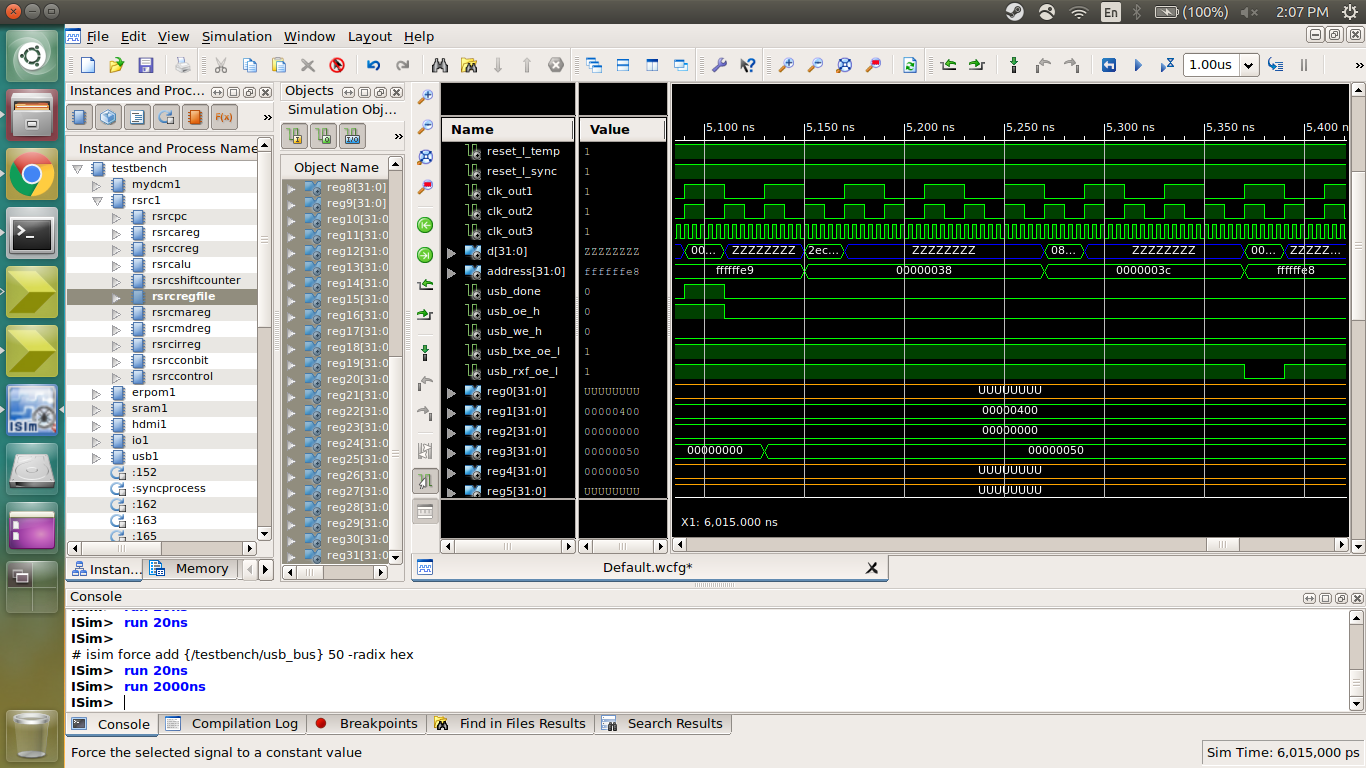 En (100%) 2:07 PM
File Edit View Simulation Window Layout Help
1.00us
»
Instances and Proc...
F(x) »
Instance and Process Name
testbench
mydcm1
rsrc1
rsrcpc
rsrcareg
rsrccreg
rsrcalu
rsrcshiftcounter
rsrcregfile
rsrcmareg
rsrcmdreg
rsrcirreg
rsrcconbit
rsrccontrol
erpom1
sram1
hdmi1
io1
usb1
:152
:syncprocess
:162
:163
:165
Instan... Memory
Objects
Simulation Obj...
»
Object Name
reg8[31:0]
reg9[31:0]
reg10[31:0
reg11[31:0
reg12[31:0
reg13[31:0
reg14[31:0
reg15[31:0
reg16[31:0
reg17[31:0
reg18[31:0
reg19[31:0
reg20[31:0
reg21[31:0
reg22[31:0
reg23[31:0
reg24[31:0
reg25[31:0
reg26[31:0
reg27[31:0
reg28[31:0
reg29[31:0
reg30[31:0
reg31[31:0
Name Value
5,100 ns 5,150 ns 5,200 ns 5,250 ns 5,300 ns 5,350 ns 5,400
reset_l_temp 1
reset_l_sync 1
clk_out1 1
clk_out2 1
clk_out3 1
d[31:0] ZZZZZZZZ 00... ZZZZZZZZ 2ec... ZZZZZZZZ 08... ZZZZZZZZ 00... ZZZZZ...
address[31:0] ffffffe8 ffffffe9 00000038 0000003c ffffffe8
usb_done 0
usb_oe_h 0
usb_we_h 0
usb_txe_oe_l 1
usb_rxf_oe_l 1
reg0[31:0] UUUUUUUU UUUUUUUU
reg1[31:0] 00000400 00000400
reg2[31:0] 00000000 00000000
reg3[31:0] 00000050 00000000 00000050
reg4[31:0] 00000050 UUUUUUUU
reg5[31:0] UUUUUUUU UUUUUUUU
X1: 6,015.000 ns
Default.wcfg*
ISim
Console
ISim> run 20ns
ISim>
# isim force add {/testbench/usb_bus} 50 -radix hex
ISim> run 20ns
ISim> run 2000ns
ISim>
Console Compilation Log Breakpoints Find in Files Results Search Results
Force the selected signal to a constant value
Sim Time: 6,015,000 ps